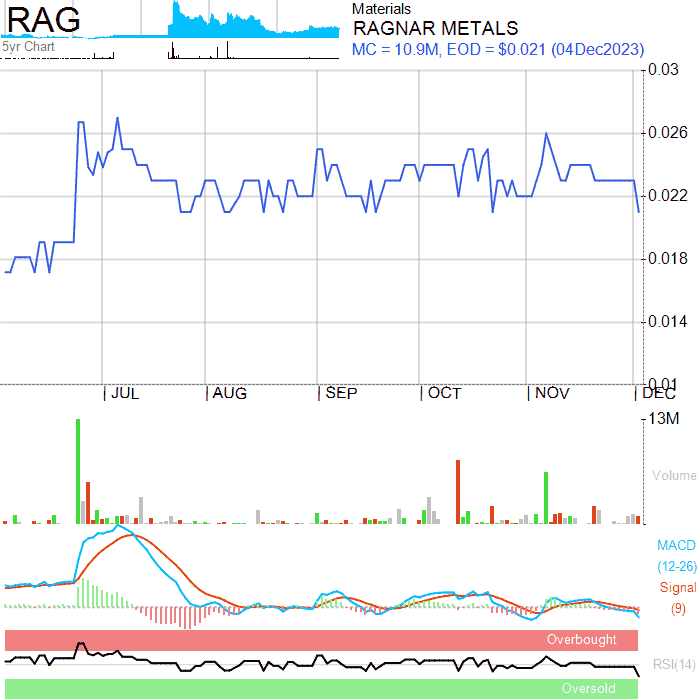 RAG
Materials
RAGNAR METALS
MC = 10.9M, EOD = $0.021 (04Dec2023)
5yr Chart
0.03
0.026
0.022
0.018
0.014
0.01
JUL AUG SEP OCT NOV DEC
13M
Volume
MACD
(12-26)
Signal
(9)
Overbought
RSI(14)
Oversold